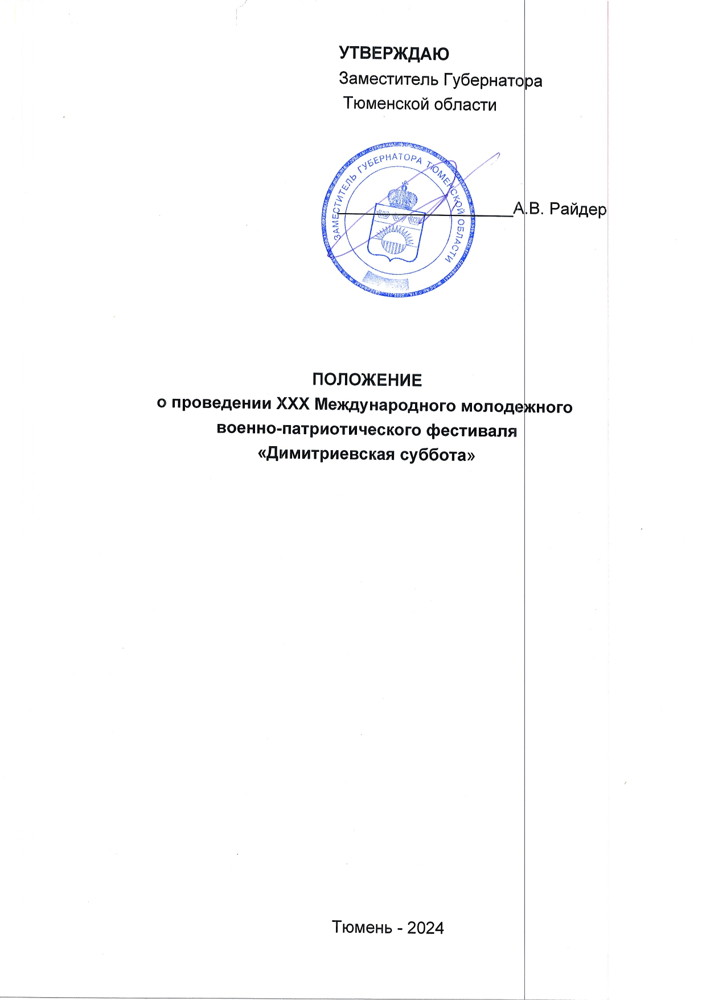 УТВЕРЖДАЮ
Заместитель Губернатора
Тюменской области
ЗАМЕСТИТЕЛЬ ГУБЕРНАТОРА ТЮМЕНСКОЙ ОБЛАСТИ
А.В. Райдер
ПОЛОЖЕНИЕ
о проведении XXX Международного молодежного
военно-патриотического фестиваля
«Димитриевская суббота»
Тюмень - 2024